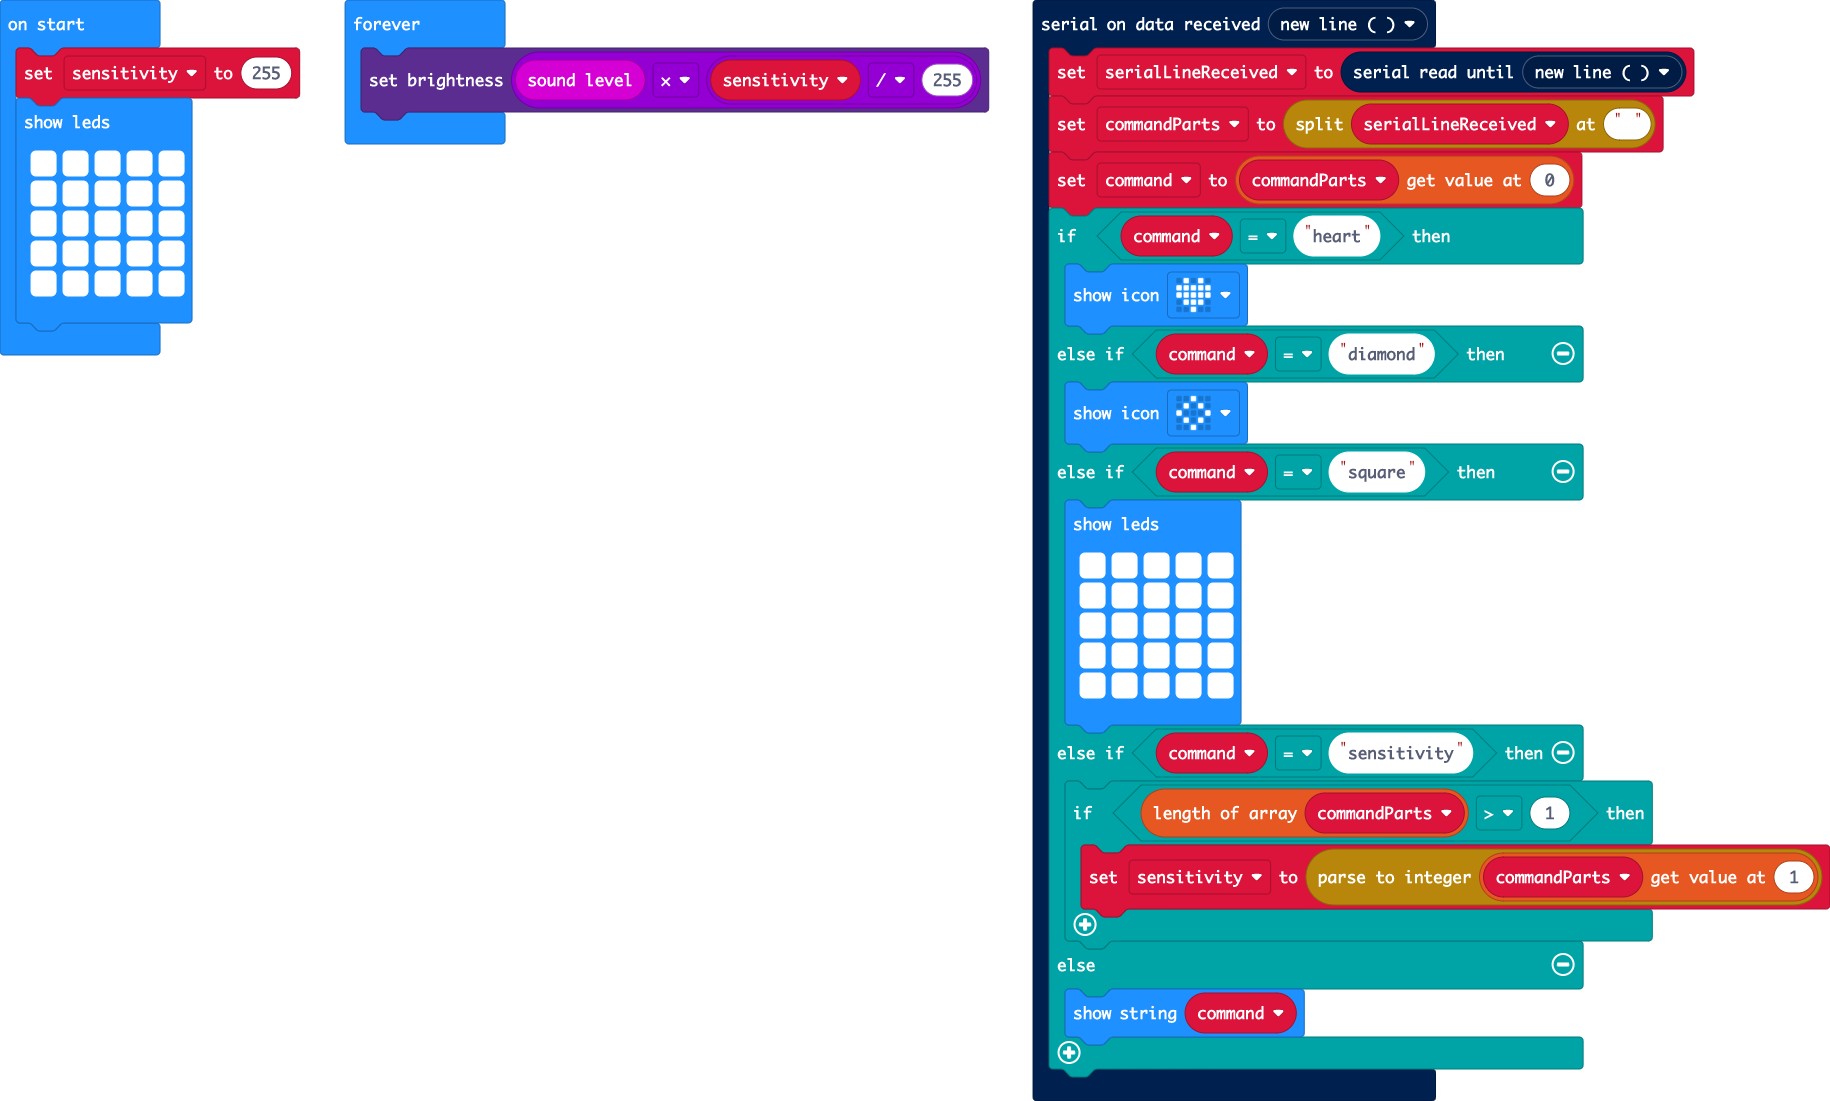 on start
set sensitivity to 255
show leds
forever
set brightness sound level × sensitivity / 255
serial on data received new line ( )
set serialLineReceived to serial read until new line ( )
set commandParts to split serialLineReceived at " "
set command to commandParts get value at 0
if command = "heart" then
show icon
else if command = "diamond" then
show icon
else if command = "square" then
show leds
else if command = "sensitivity" then
if length of array commandParts > 1 then
set sensitivity to parse to integer commandParts get value at 1
else
show string command